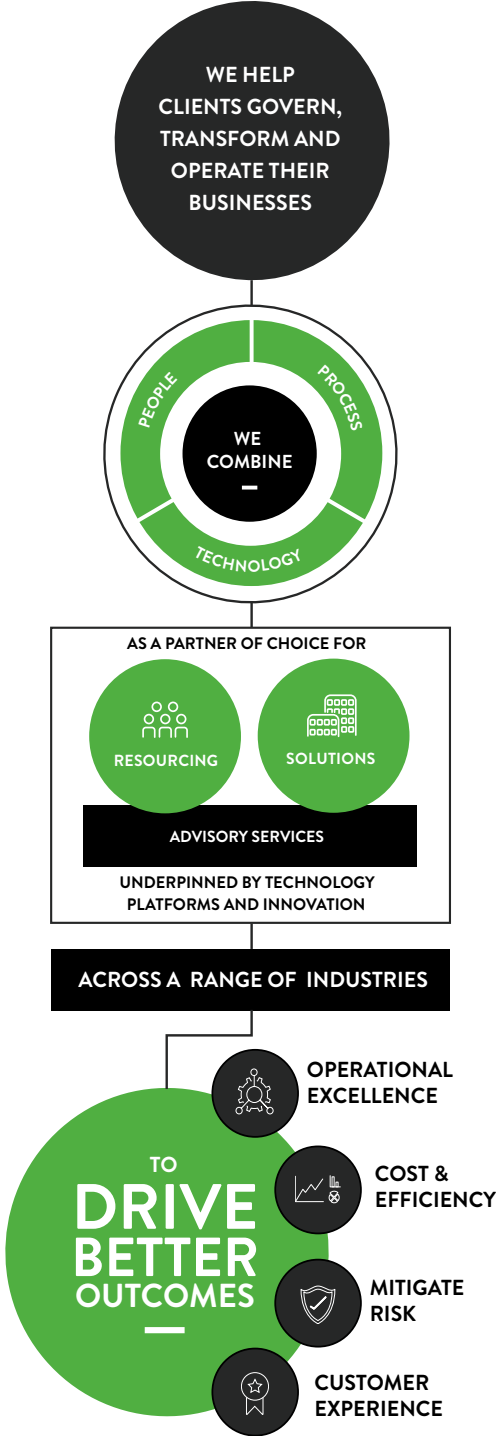 WE HELP
CLIENTS GOVERN,
TRANSFORM AND
OPERATE THEIR
BUSINESSES
PEOPLE
PROCESS
WE
COMBINE
TECHNOLOGY
AS A PARTNER OF CHOICE FOR
RESOURCING
SOLUTIONS
ADVISORY SERVICES
UNDERPINNED BY TECHNOLOGY
PLATFORMS AND INNOVATION
ACROSS A RANGE OF INDUSTRIES
TO
DRIVE
BETTER
OUTCOMES
OPERATIONAL
EXCELLENCE
COST &
EFFICIENCY
MITIGATE
RISK
CUSTOMER
EXPERIENCE